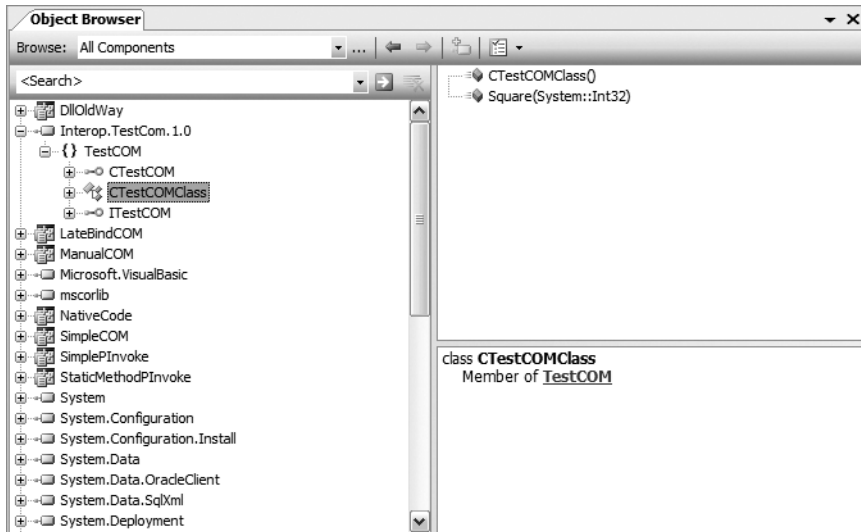 Object Browser
Browse: All Components
<Search>
DllOldWay
Interop.TestCom.1.0
{} TestCOM
CTestCOM
CTestCOMClass
ITestCOM
LateBindCOM
ManualCOM
Microsoft.VisualBasic
mscorlib
NativeCode
SimpleCOM
SimplePInvoke
StaticMethodPInvoke
System
System.Configuration
System.Configuration.Install
System.Data
System.Data.OracleClient
System.Data.SqlXml
System.Deployment
CTestCOMClass()
Square(System::Int32)
class CTestCOMClass
Member of TestCOM